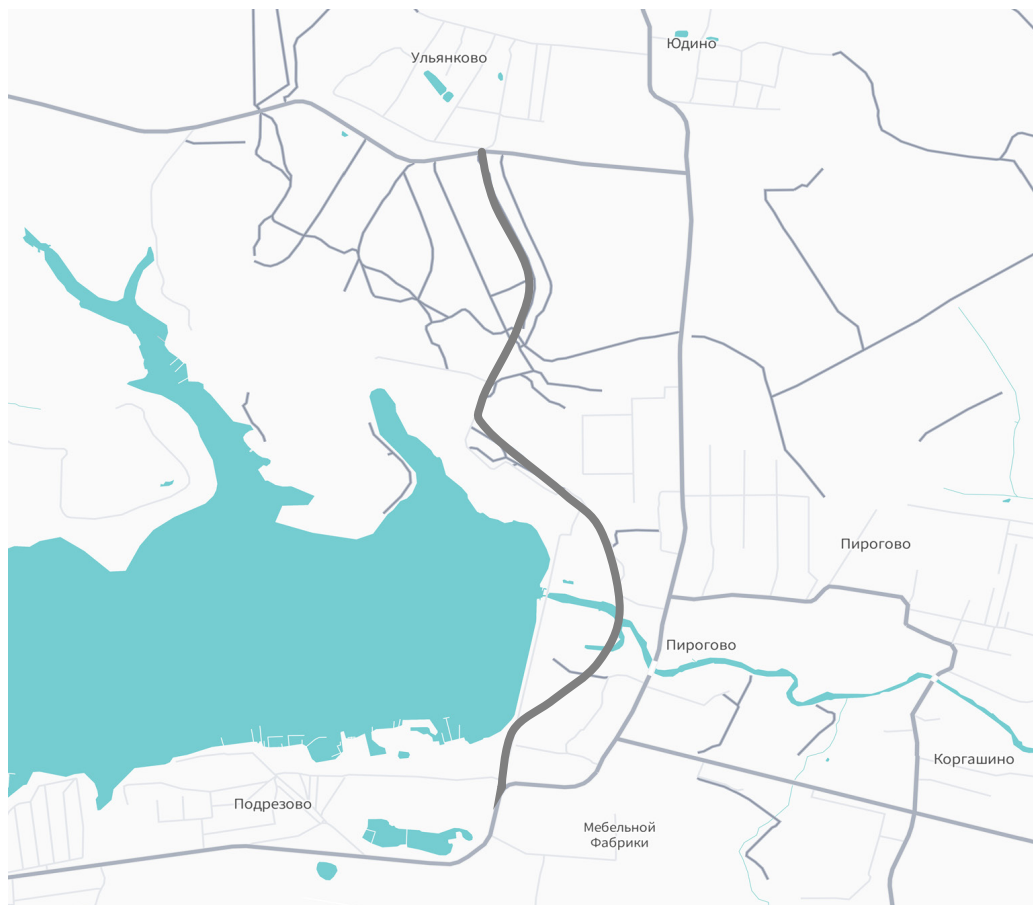 Юдино
Ульянково
Пирогово
Пирогово
Коргашино
Подрезово
Мебельной
Фабрики